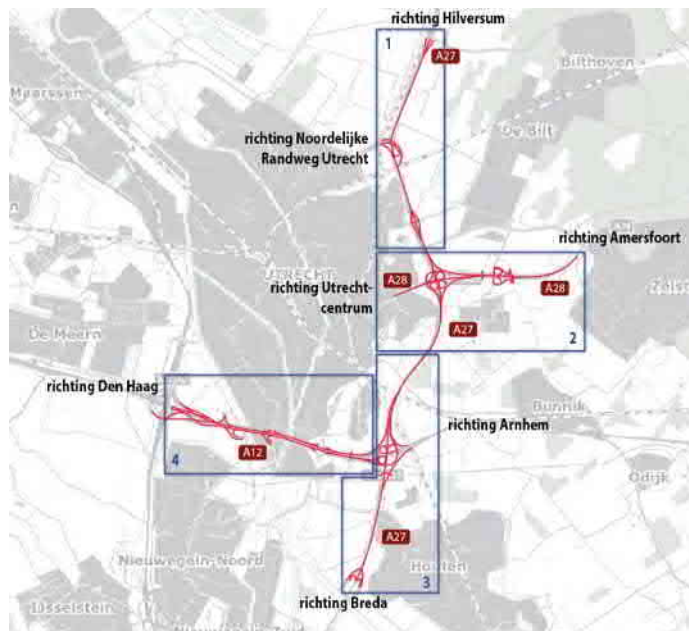 richting Hilversum
1
A27
Bilthoven
Maarssen
De Bilt
richting Noordelijke
Randweg Utrecht
richting Amersfoort
UTRECHT
A28
richting Utrecht-
centrum
A28
Zeist
A27
De Meern
2
richting Den Haag
Bunnik
richting Arnhem
4
A12
Odijk
A27
Nieuwegein-Noord
Houten
3
richting Breda
IJsselstein